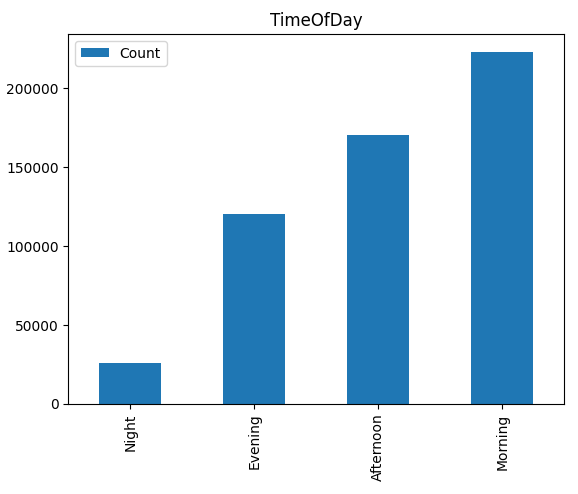 TimeOfDay
Count
200000
150000
100000
50000
0
Night
Evening
Afternoon
Morning